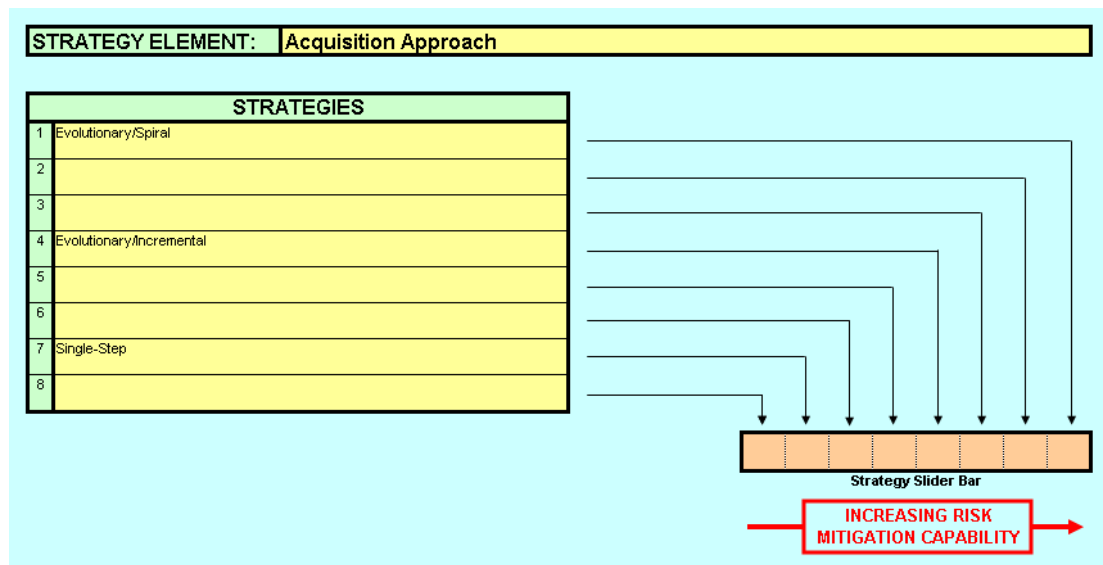 STRATEGY ELEMENT: Acquisition Approach
STRATEGIES
1 Evolutionary/Spiral
2
3
4 Evolutionary/Incremental
5
6
7 Single-Step
8
Strategy Slider Bar
INCREASING RISK
MITIGATION CAPABILITY